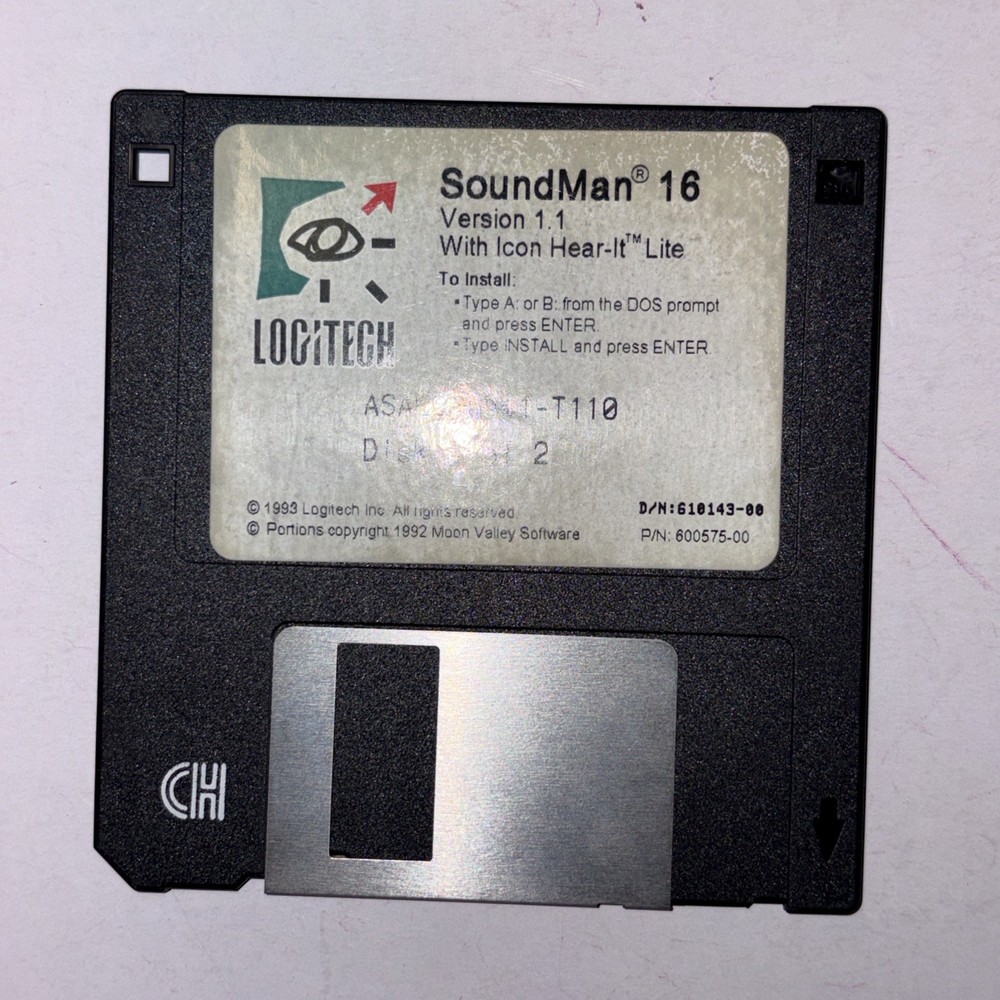 SoundMan® 16
Version 1.1
With Icon Hear-It™ Lite
To Install:
▪Type A: or B: from the DOS prompt
and press ENTER.
▪Type INSTALL and press ENTER.
LOGITECH
-T110
Disk 2
© 1993 Logitech Inc. All rights reserved
© Portions copyright 1992 Moon Valley Software
D/N:610143-00
P/N: 600575-00
CH